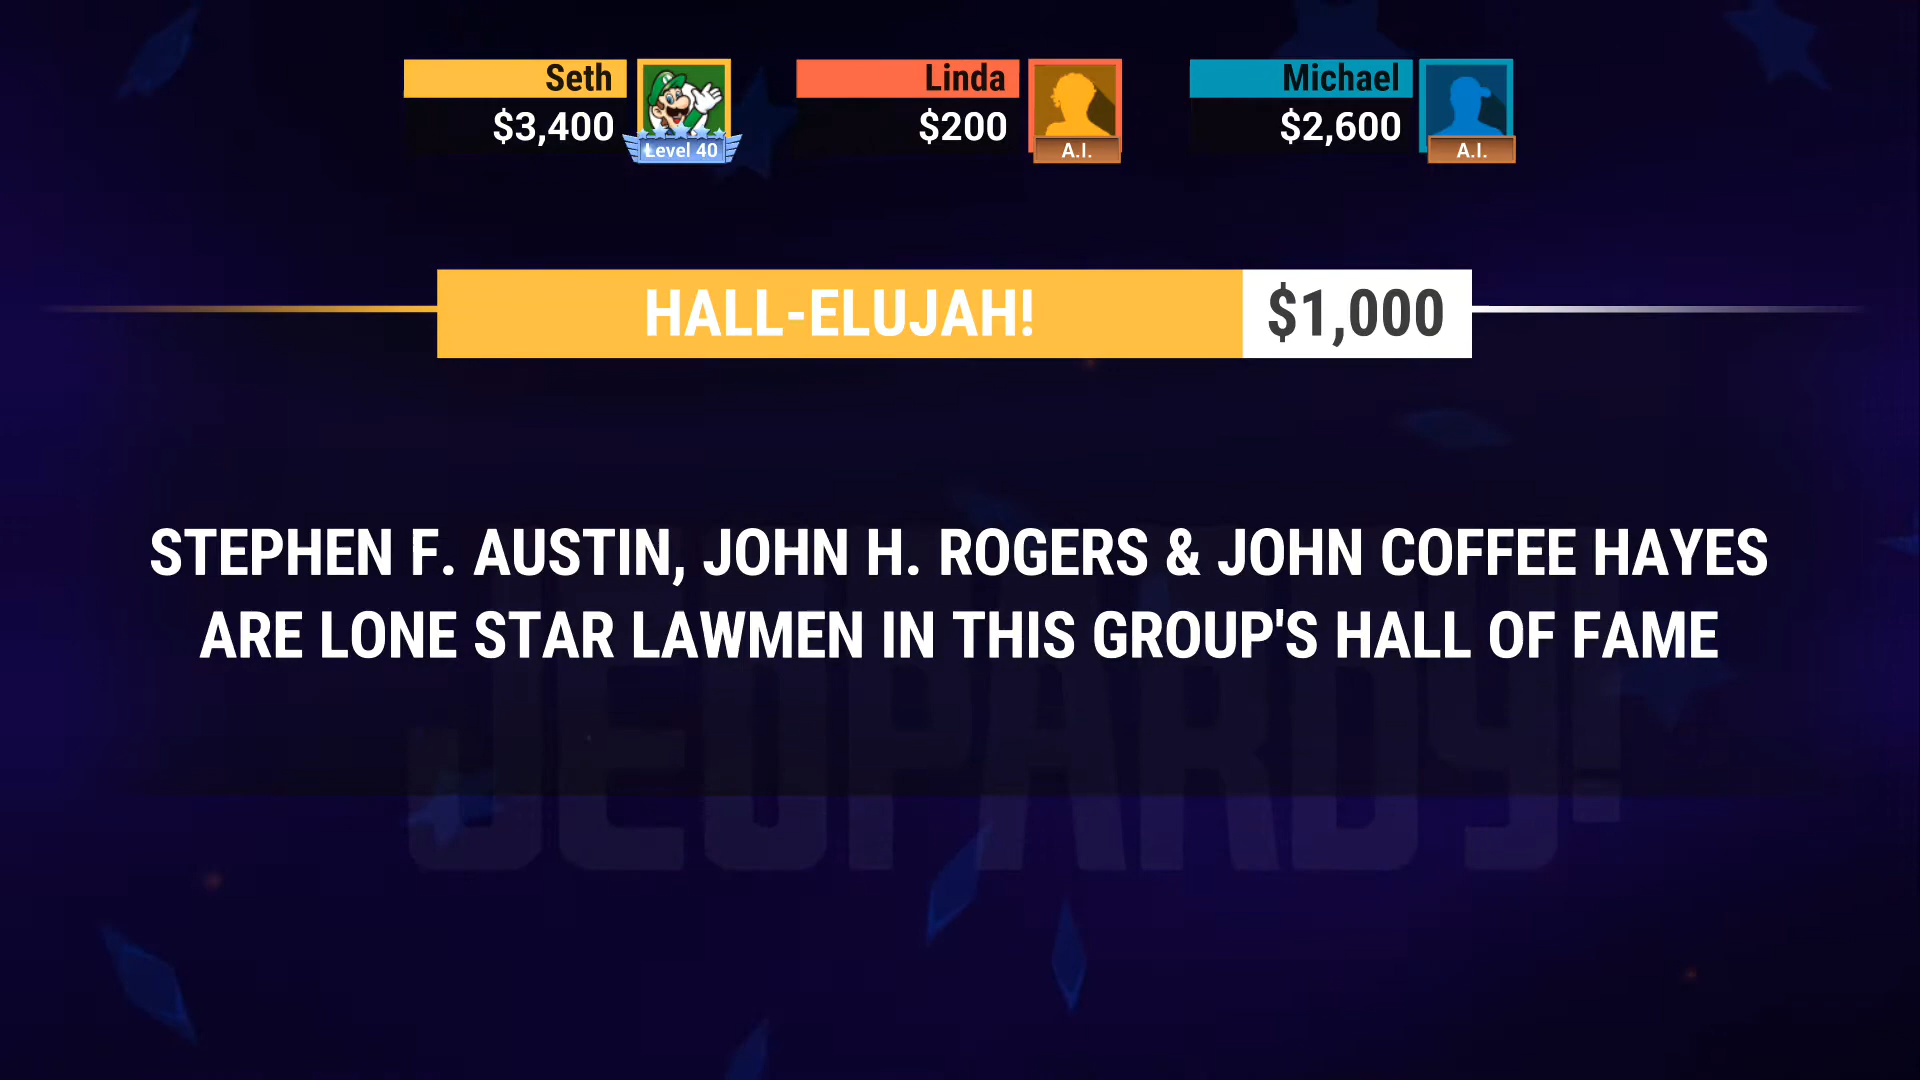 Seth
$3,400
Level 40
Linda
$200
A.I.
Michael
$2,600
A.I.
HALL-ELUJAH! $1,000
STEPHEN F. AUSTIN, JOHN H. ROGERS & JOHN COFFEE HAYES
ARE LONE STAR LAWMEN IN THIS GROUP'S HALL OF FAME
JEOPARDY!